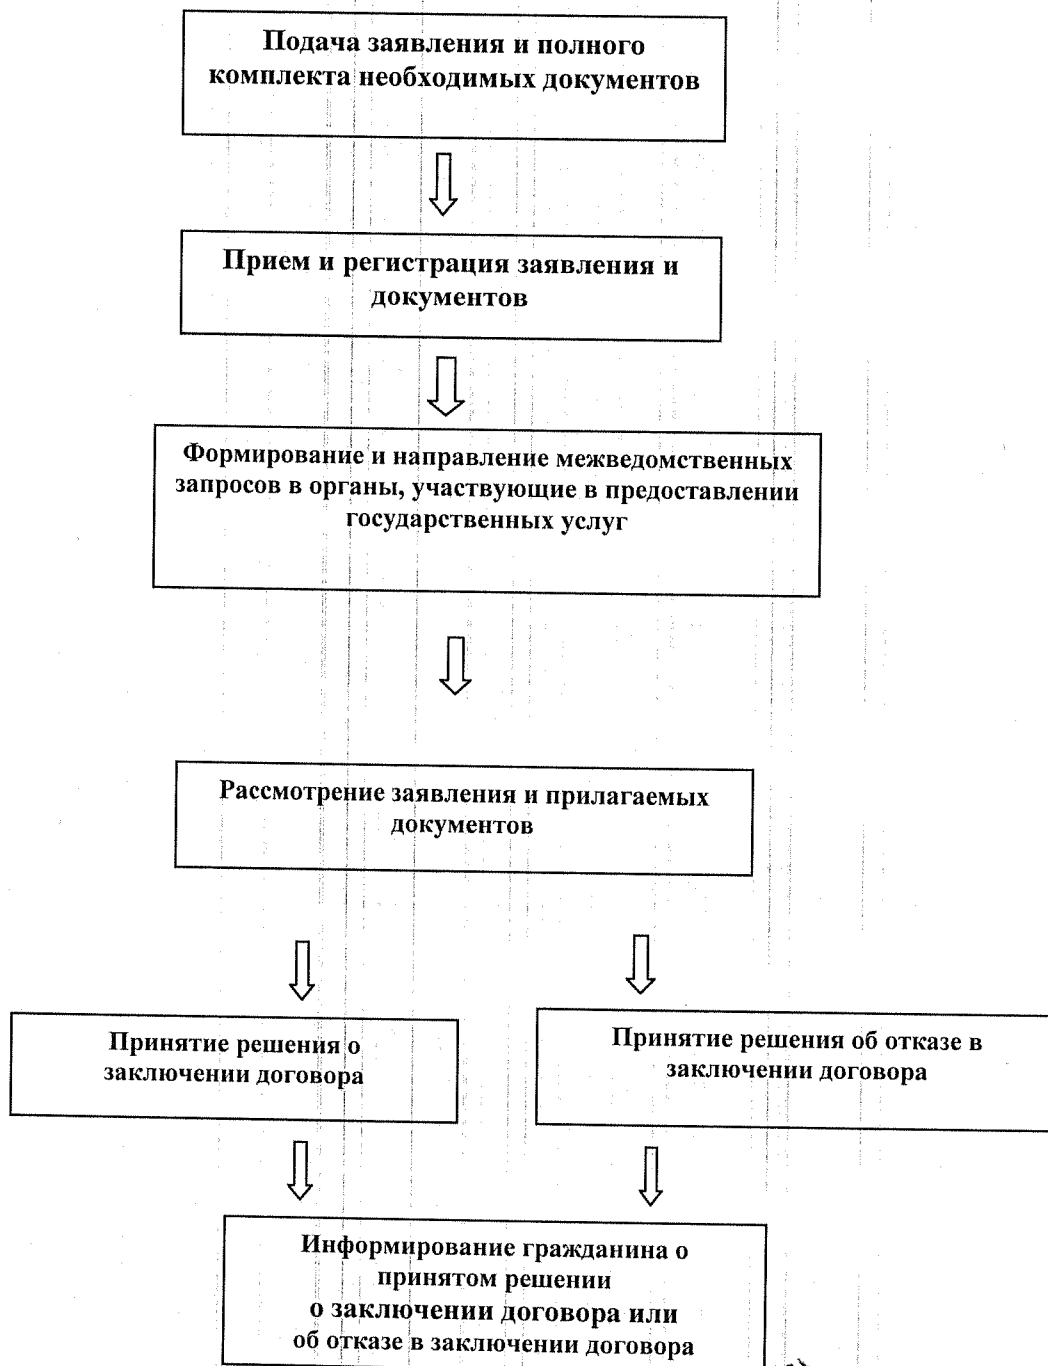 Подача заявления и полного
комплекта необходимых документов
Прием и регистрация заявления и
документов
Формирование и направление межведомственных
запросов в органы, участвующие в предоставлении
государственных услуг
Рассмотрение заявления и прилагаемых
документов
Принятие решения о
заключении договора
Принятие решения об отказе в
заключении договора
Информирование гражданина о
принятом решении
о заключении договора или
об отказе в заключении договора